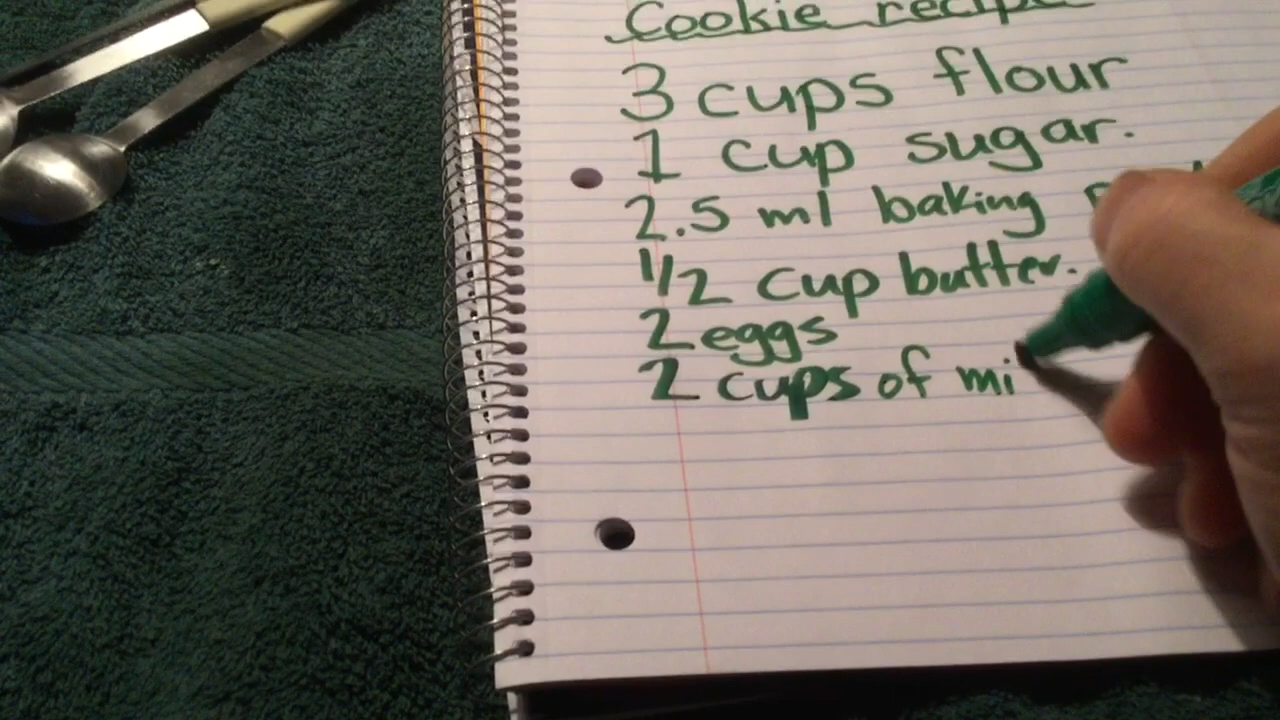 Cookie recipe
3 cups flour
1 cup sugar.
2.5 ml baking
1/2 cup butter.
2 eggs
2 cups of mi